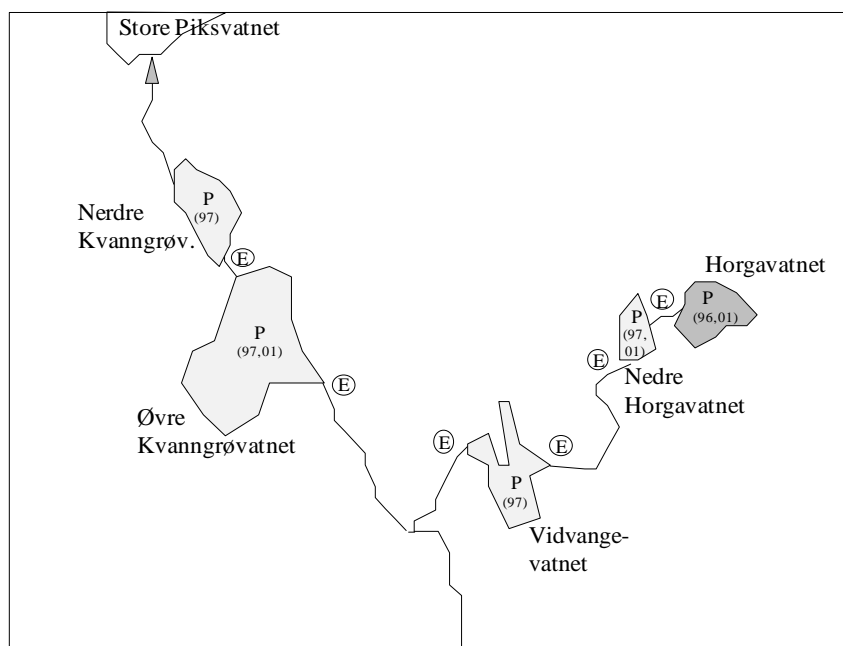 Store Piksvatnet
P
(97)
Nerdre
Kvanngrøv.
E
Horgavatnet
E
P
(96,01)
P
(97,
01)
P
(97,01)
E
E
Nedre
Horgavatnet
Øvre
Kvanngrøvatnet
E
E
P
(97)
Vidvange-
vatnet